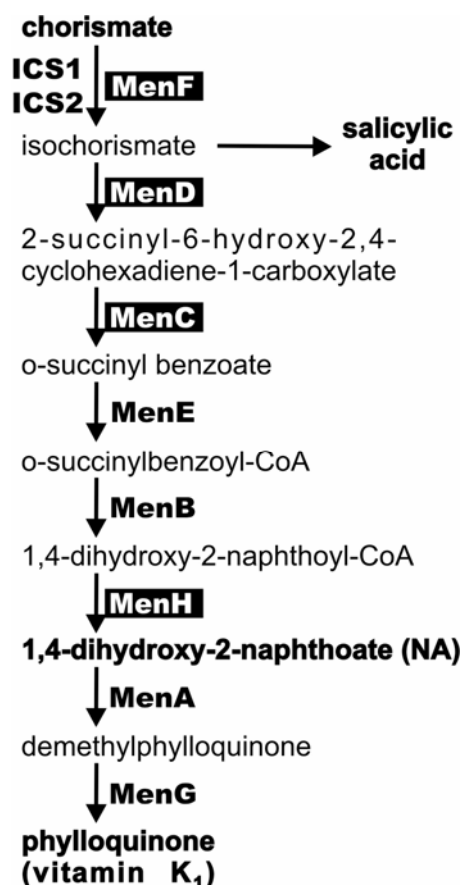 chorismate
ICS1
ICS2
MenF
isochorismate
salicylic
acid
MenD
2-succinyl-6-hydroxy-2,4-
cyclohexadiene-1-carboxylate
MenC
o-succinyl benzoate
MenE
o-succinylbenzoyl-CoA
MenB
1,4-dihydroxy-2-naphthoyl-CoA
MenH
1,4-dihydroxy-2-naphthoate (NA)
MenA
demethylphylloquinone
MenG
phylloquinone
(vitamin K₁)